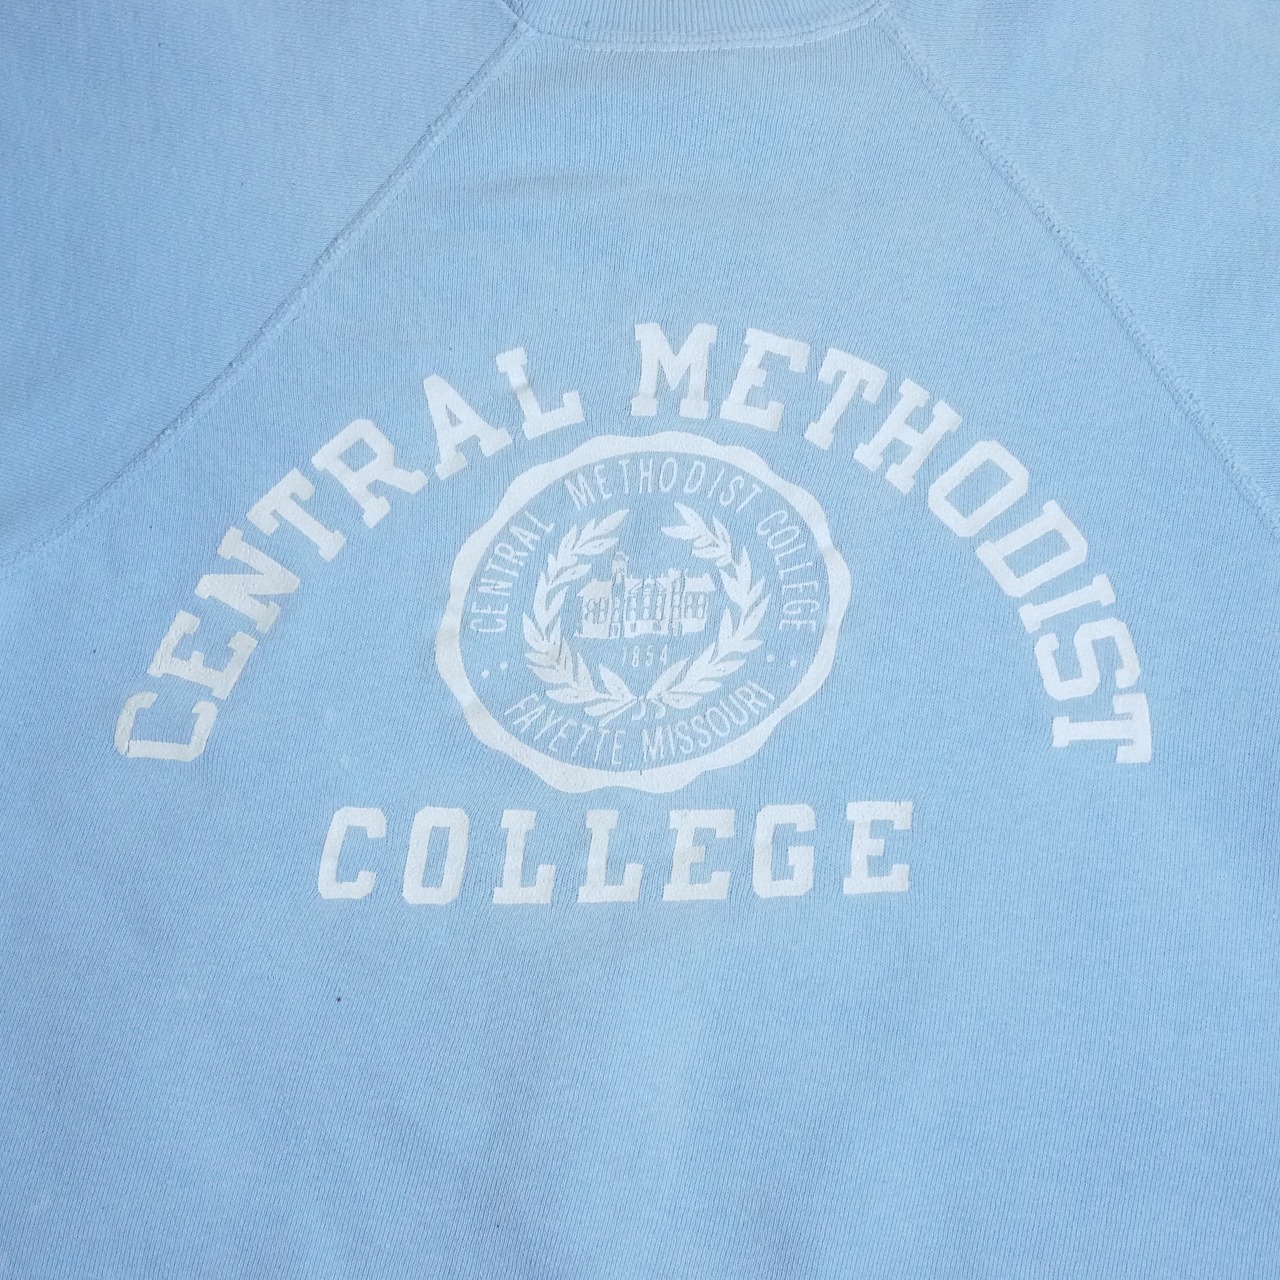 CENTRAL METHODIST
CENTRAL METHODIST COLLEGE
1854
FAYETTE, MISSOURI
COLLEGE